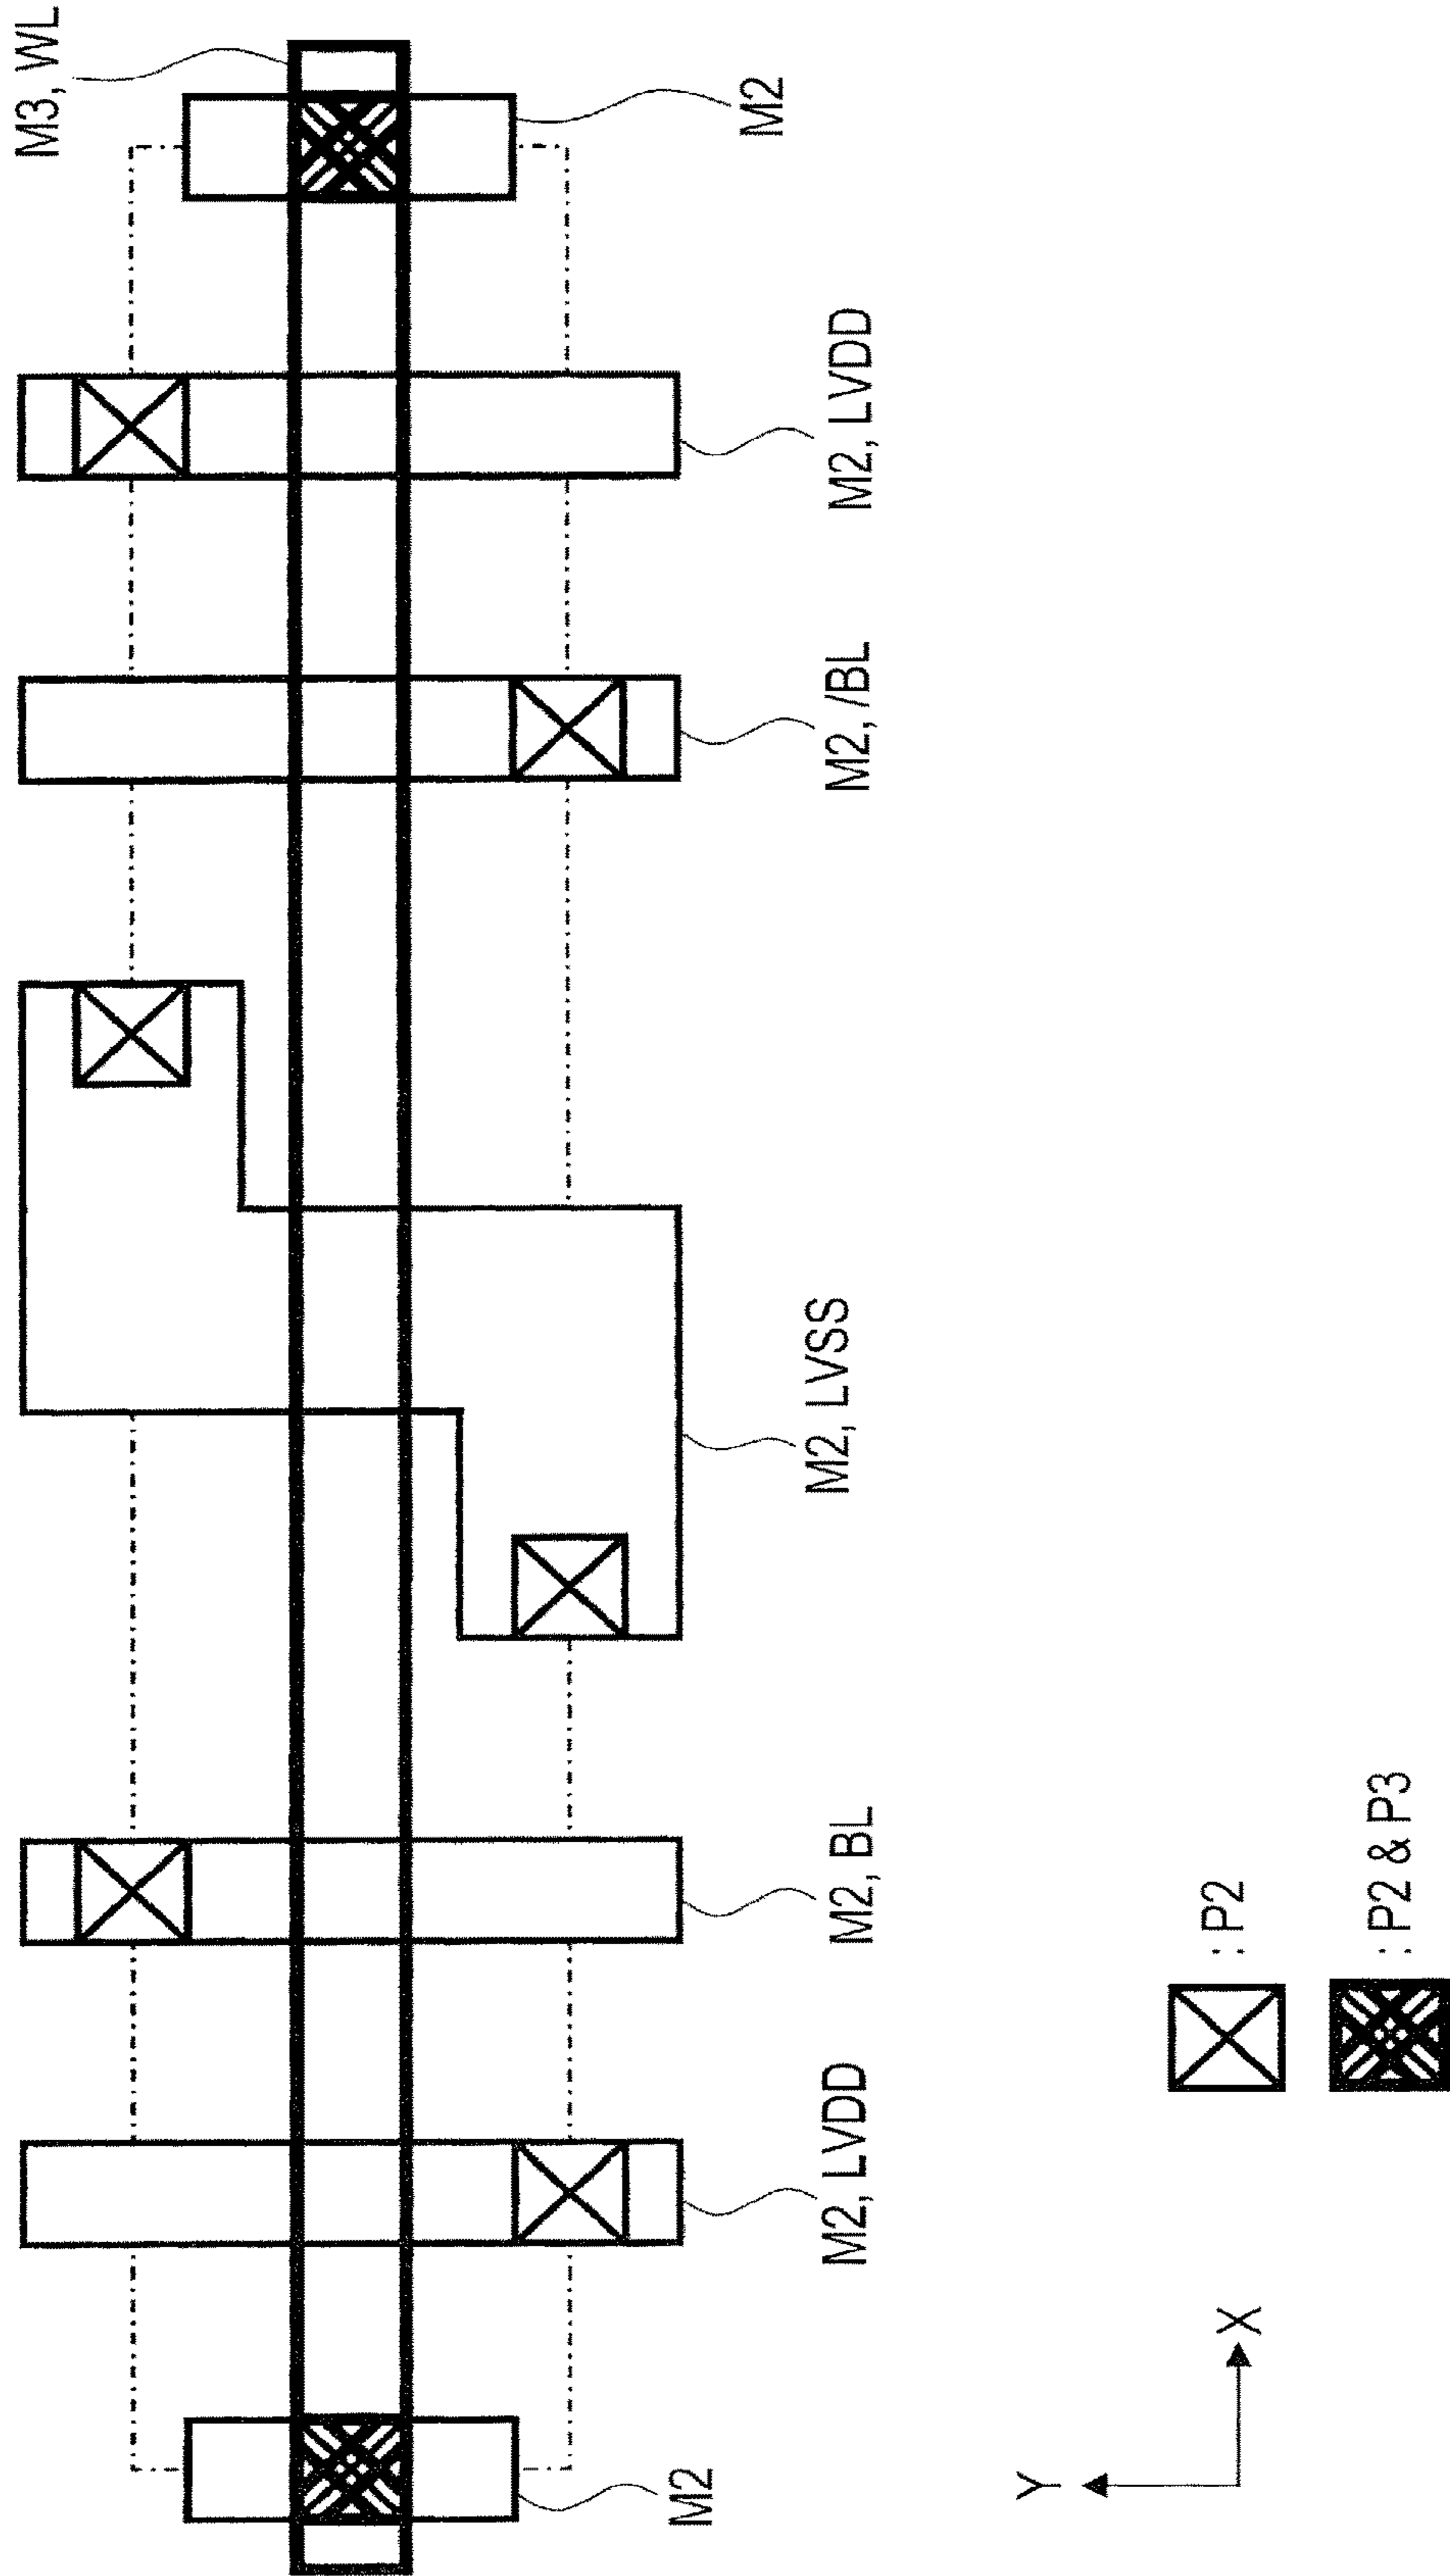 M3, WL
M2
M2, LVDD
M2, /BL
M2, LVSS
M2, BL
M2, LVDD
M2
: P2
: P2 & P3
Y
X